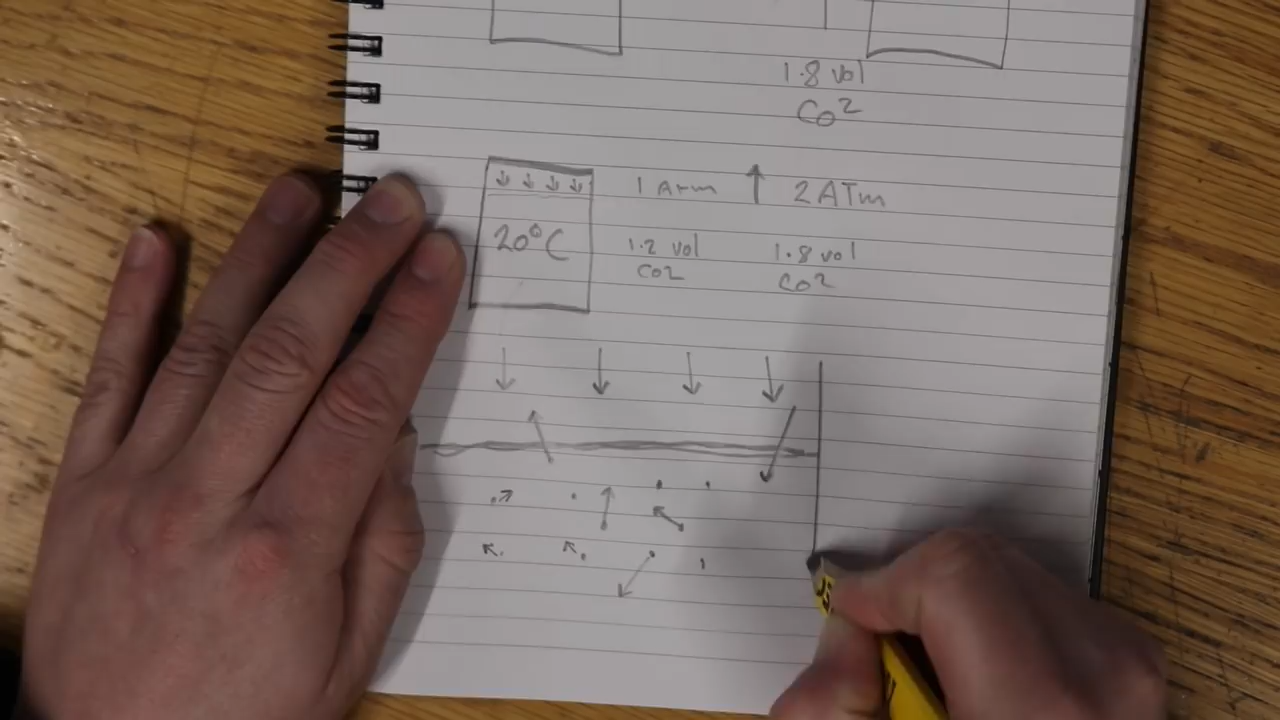 1.8 vol
CO²
1 ATm ↑ 2 ATm
20°C
1.2 vol 1.8 vol
CO2 CO²